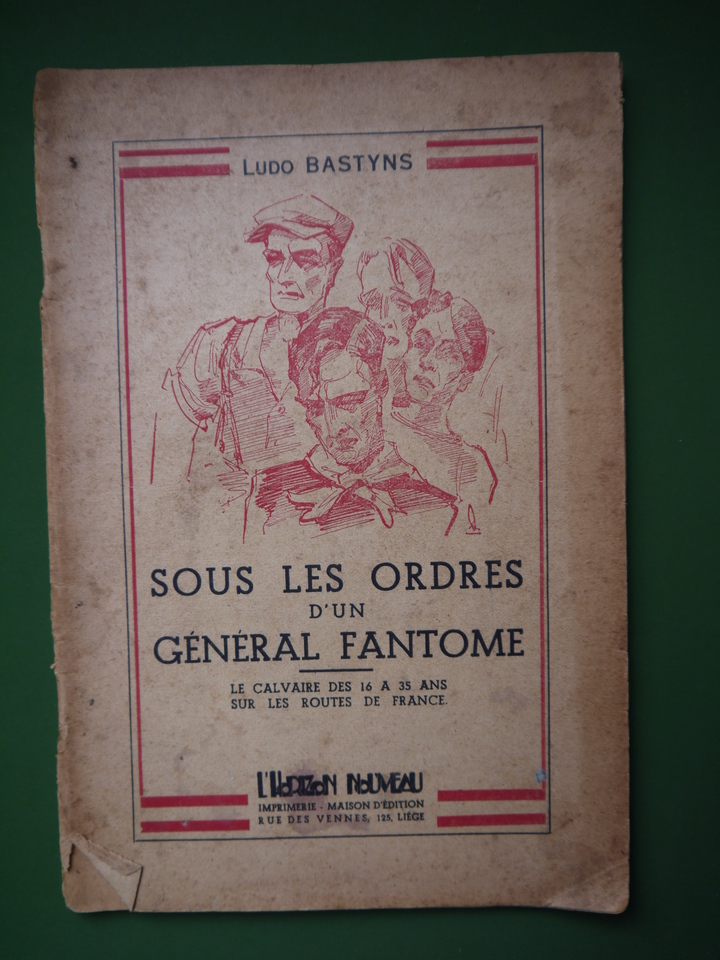 LUDO BASTYNS
SOUS LES ORDRES
D'UN
GÉNÉRAL FANTOME
LE CALVAIRE DES 16 A 35 ANS
SUR LES ROUTES DE FRANCE.
L'HORIZON NOUVEAU
IMPRIMERIE - MAISON D'ÉDITION
RUE DES VENNES, 125, LIÉGE